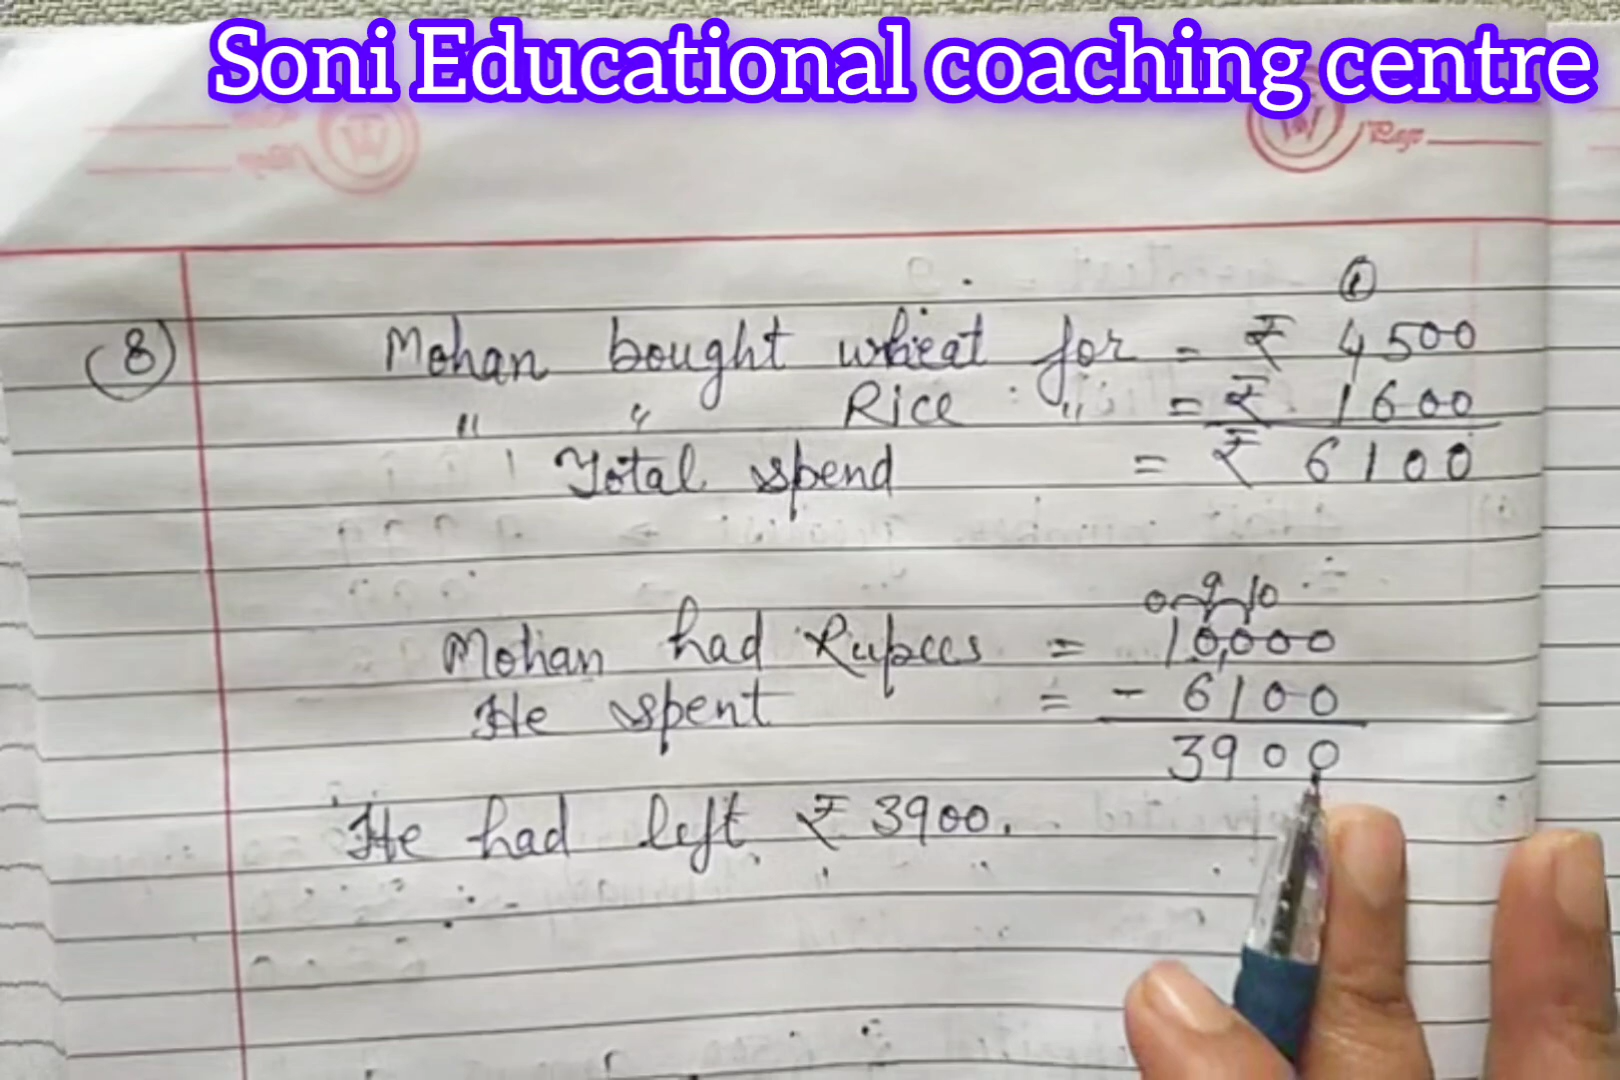 Soni Educational coaching centre
Page
1
(8) Mohan bought wheat for = ₹ 4500
" " Rice " = ₹ 1600
Total spend = ₹ 6100
0 9 10
Mohan had Rupees = 10,000
He spent = - 6100
3900
He had left ₹ 3900.